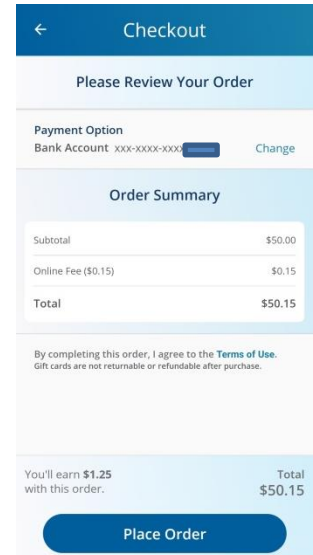 Checkout
Please Review Your Order
Payment Option
Bank Account xxx-xxxx-xxxx
Change
Order Summary
Subtotal $50.00
Online Fee ($0.15) $0.15
Total $50.15
By completing this order, I agree to the Terms of Use.
Gift cards are not returnable or refundable after purchase.
You'll earn $1.25
with this order.
Total
$50.15
Place Order